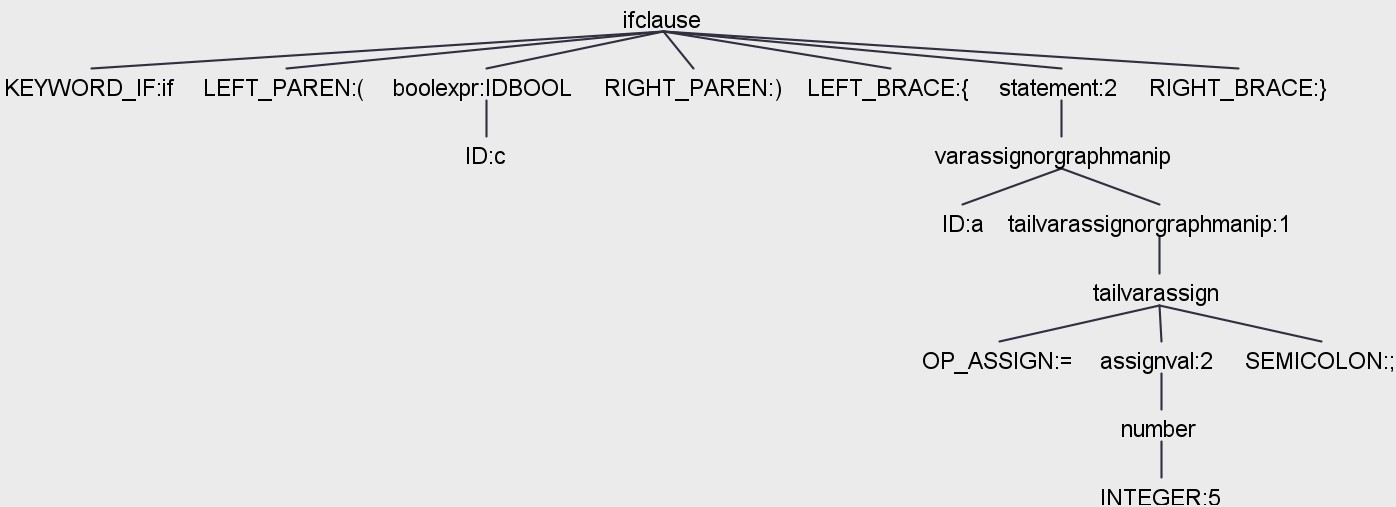 ifclause
KEYWORD_IF:if LEFT_PAREN:( boolexpr:IDBOOL RIGHT_PAREN:) LEFT_BRACE:{ statement:2 RIGHT_BRACE:}
ID:c varassignorgraphmanip
ID:a tailvarassignorgraphmanip:1
tailvarassign
OP_ASSIGN:= assignval:2 SEMICOLON:;
number
INTEGER:5